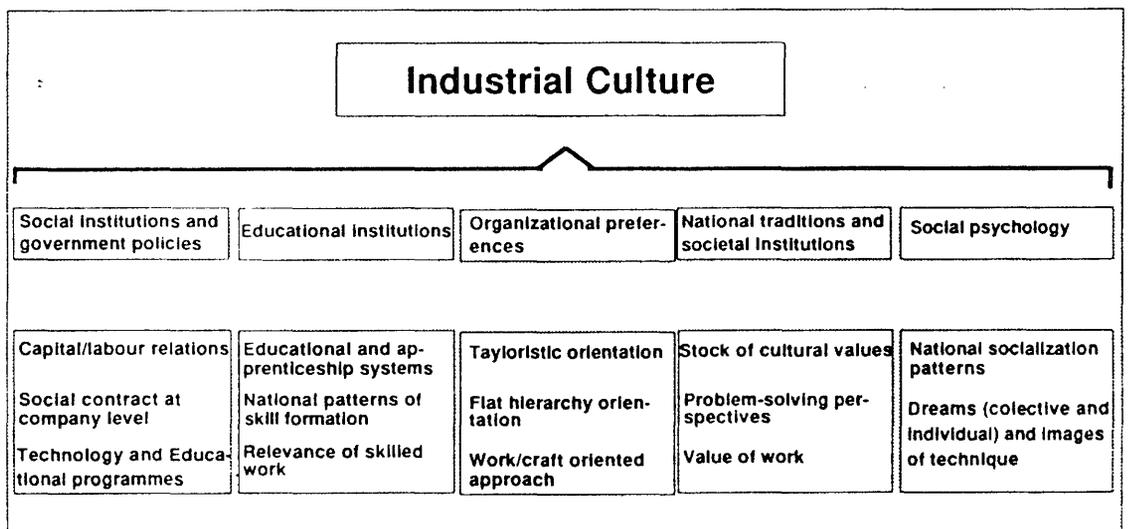 Industrial Culture
Social institutions and
government policies
Educational institutions
Organizational prefer-
ences
National traditions and
societal institutions
Social psychology
Capital/labour relations
Social contract at
company level
Technology and Educa-
tional programmes
Educational and ap-
prenticeship systems
National patterns of
skill formation
Relevance of skilled
work
Tayloristic orientation
Flat hierarchy orien-
tation
Work/craft oriented
approach
Stock of cultural values
Problem-solving per-
spectives
Value of work
National socialization
patterns
Dreams (colective and
individual) and images
of technique